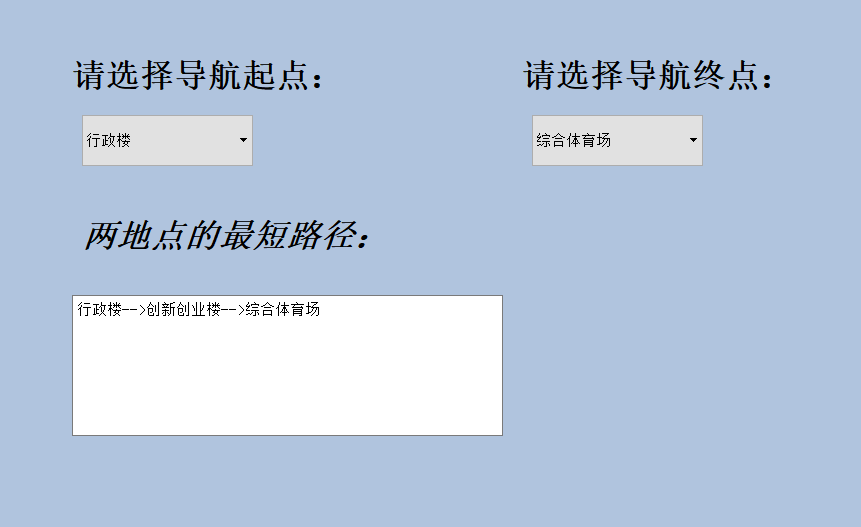 请选择导航起点：
请选择导航终点：
行政楼
综合体育场
两地点的最短路径：
行政楼-->创新创业楼-->综合体育场